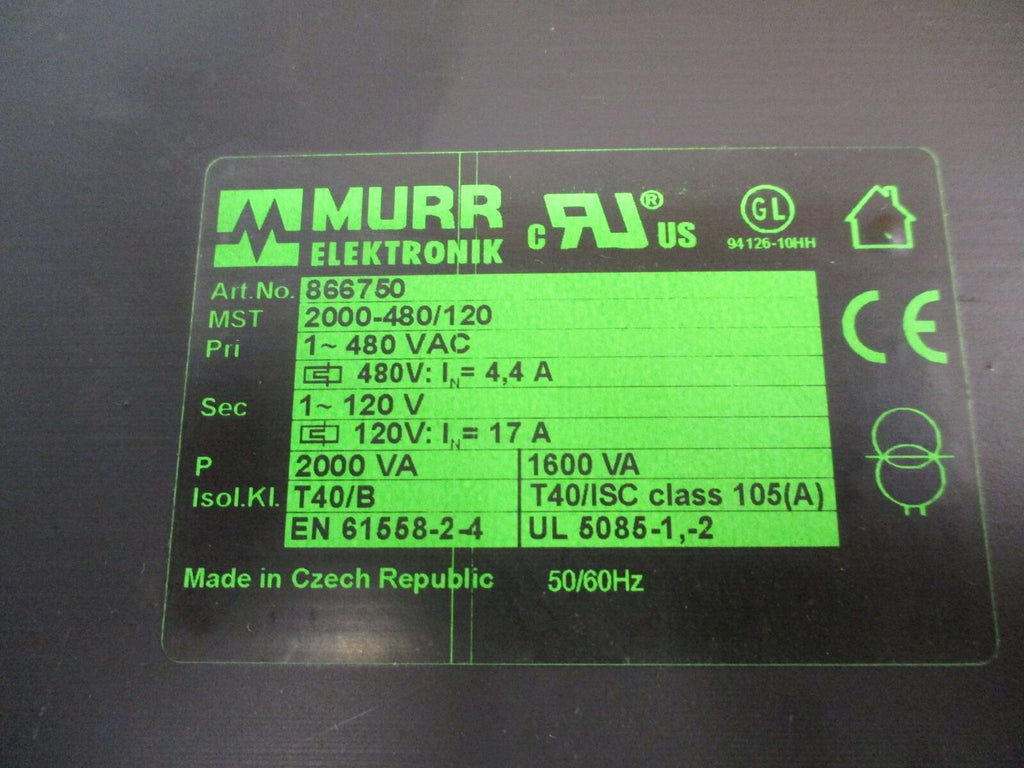 MURR
ELEKTRONIK
c RU® US
GL
94126-10HH
Art.No. 866750
MST 2000-480/120
Pri 1~ 480 VAC
480V: IN= 4,4 A
CE
Sec 1~ 120 V
120V: IN= 17 A
P 2000 VA 1600 VA
Isol.Kl. T40/B T40/ISC class 105(A)
EN 61558-2-4 UL 5085-1,-2
Made in Czech Republic 50/60Hz